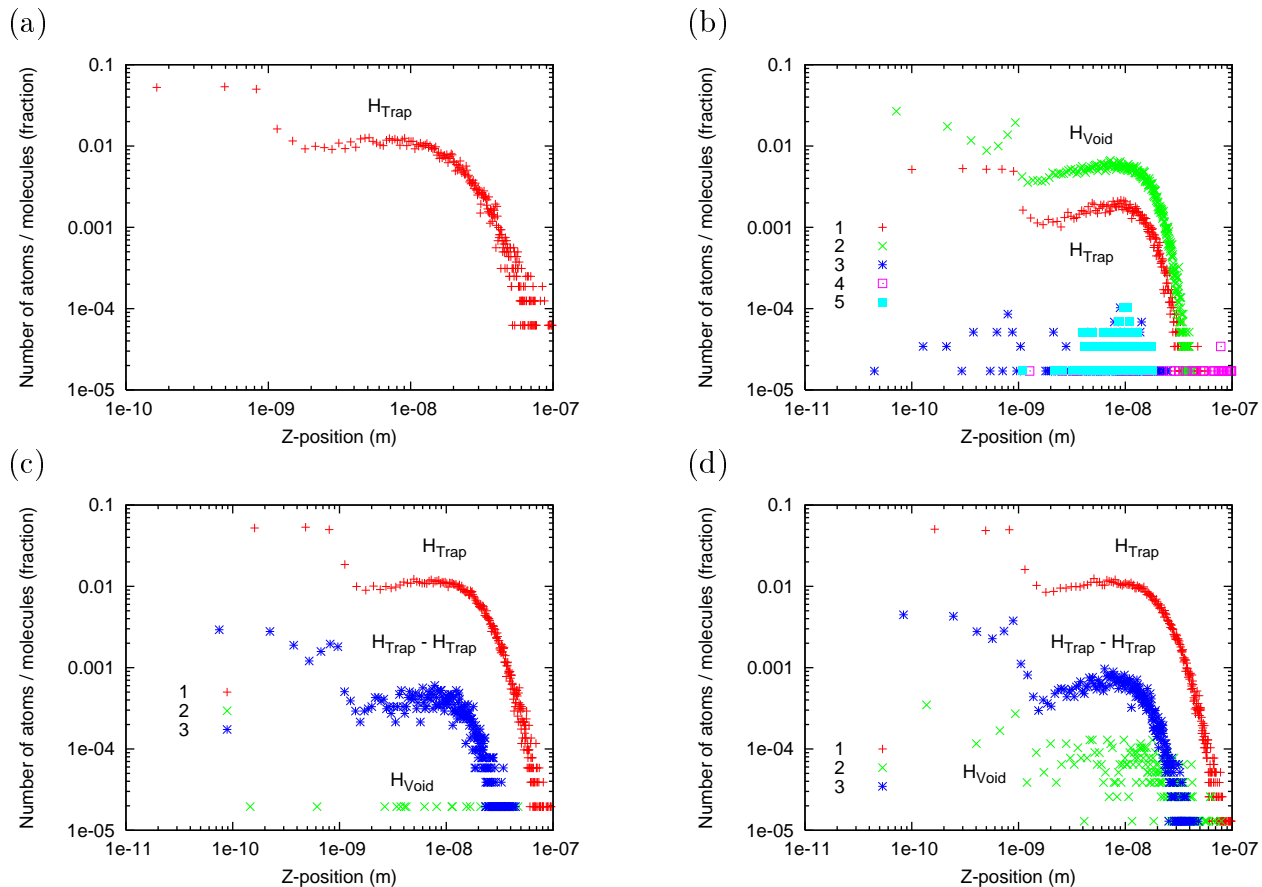 (a)
Number of atoms / molecules (fraction)
0.1
0.01
0.001
1e-04
1e-05
H_Trap
1e-10
1e-09
1e-08
1e-07
Z-position (m)
(b)
Number of atoms / molecules (fraction)
0.1
0.01
0.001
1e-04
1e-05
H_Void
H_Trap
1
2
3
4
5
1e-11
1e-10
1e-09
1e-08
1e-07
Z-position (m)
(c)
Number of atoms / molecules (fraction)
0.1
0.01
0.001
1e-04
1e-05
H_Trap
H_Trap - H_Trap
1
2
3
H_Void
1e-11
1e-10
1e-09
1e-08
1e-07
Z-position (m)
(d)
Number of atoms / molecules (fraction)
0.1
0.01
0.001
1e-04
1e-05
H_Trap
H_Trap - H_Trap
1
2
3
H_Void
1e-11
1e-10
1e-09
1e-08
1e-07
Z-position (m)